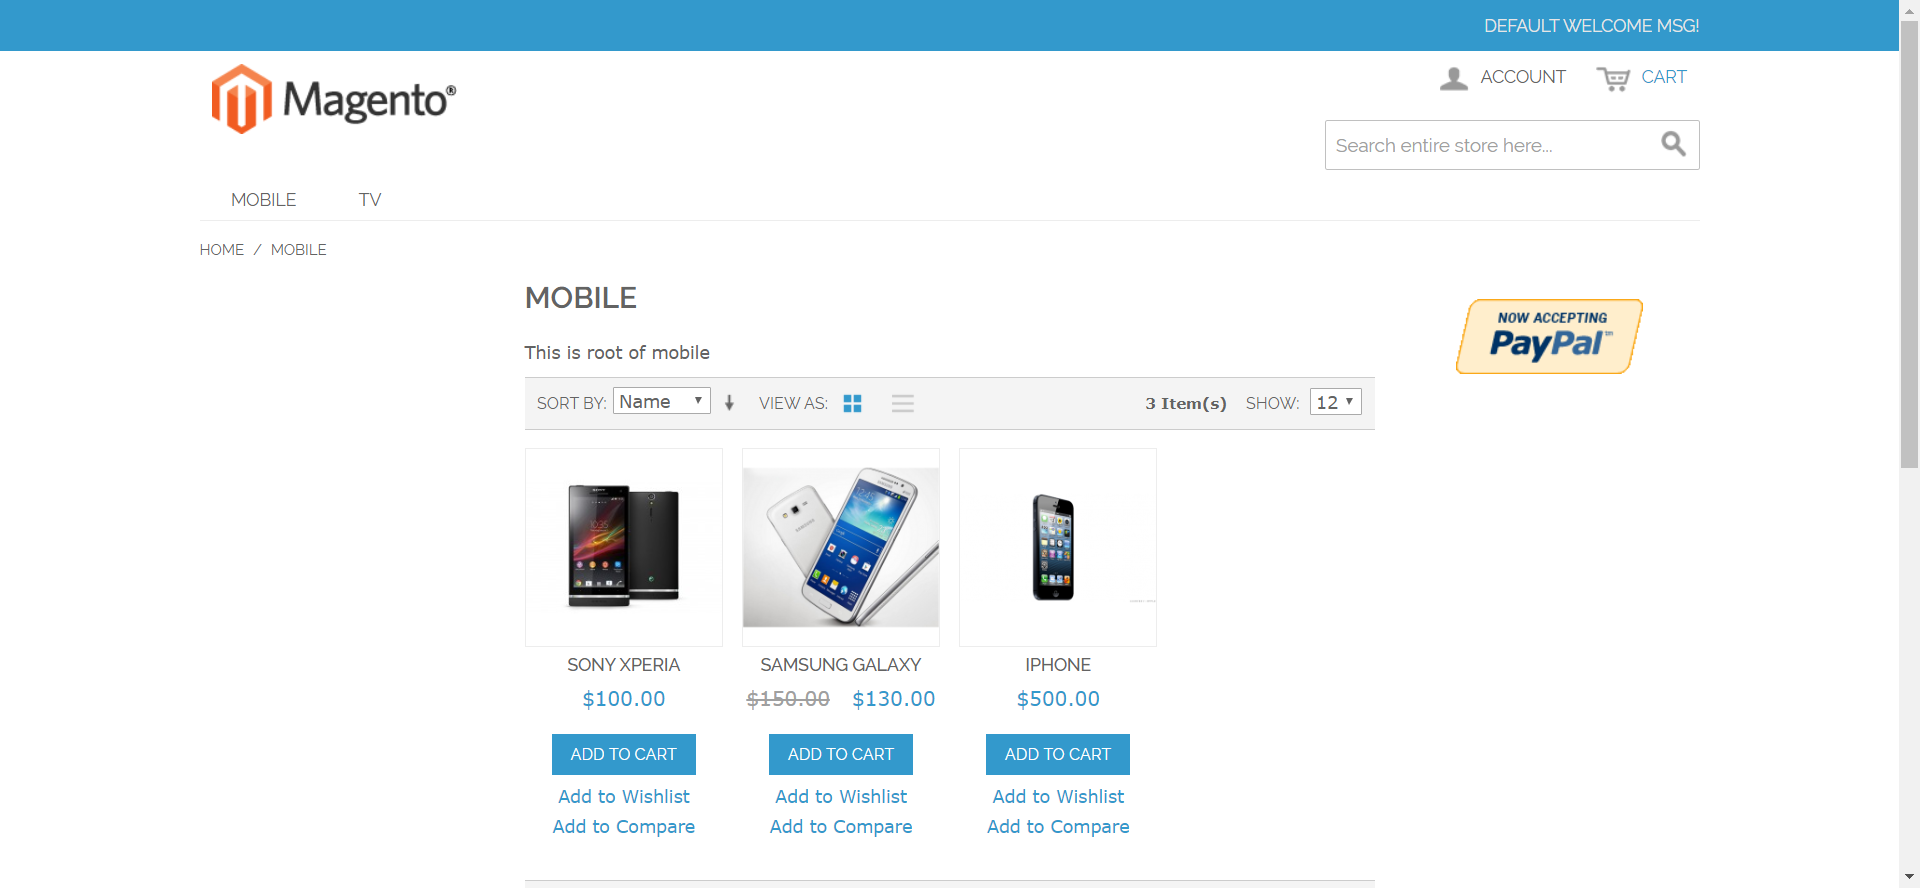 DEFAULT WELCOME MSG!
Magento®
ACCOUNT CART
Search entire store here...
MOBILE TV
HOME / MOBILE
MOBILE
NOW ACCEPTING
PayPal™
This is root of mobile
SORT BY: Name VIEW AS: 3 Item(s) SHOW: 12
SONY XPERIA SAMSUNG GALAXY IPHONE
$100.00 $150.00 $130.00 $500.00
ADD TO CART ADD TO CART ADD TO CART
Add to Wishlist Add to Wishlist Add to Wishlist
Add to Compare Add to Compare Add to Compare